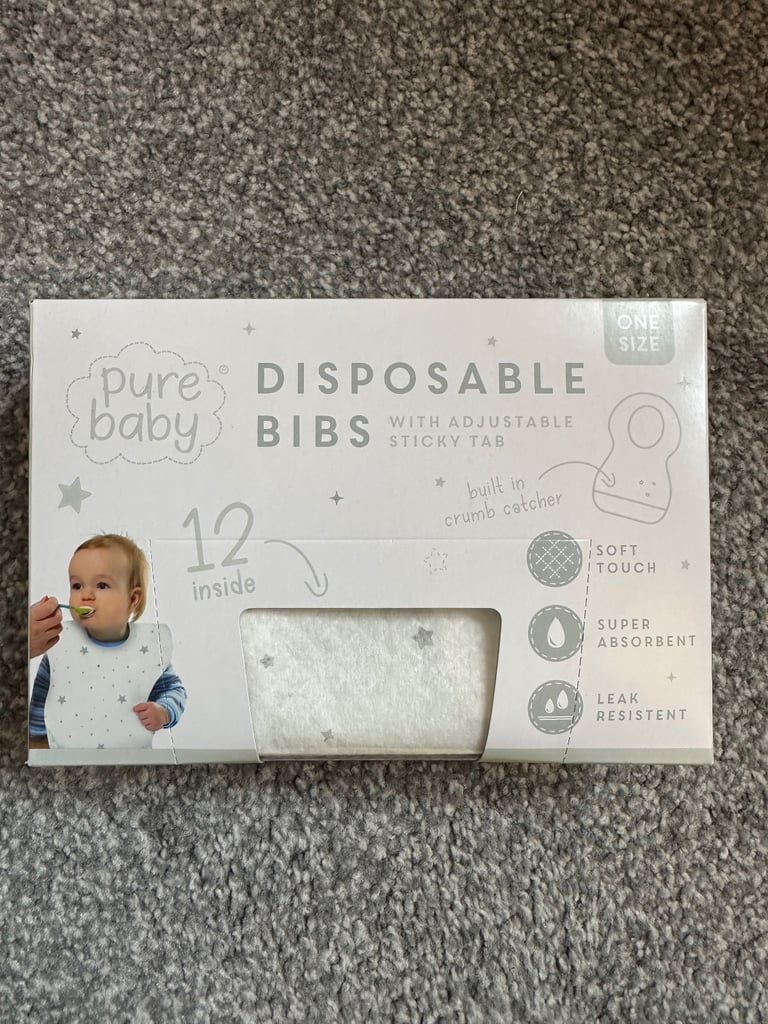 ONE
SIZE
pure
baby®
DISPOSABLE
BIBS WITH ADJUSTABLE
STICKY TAB
built in
crumb catcher
12
inside
SOFT
TOUCH
SUPER
ABSORBENT
LEAK
RESISTENT